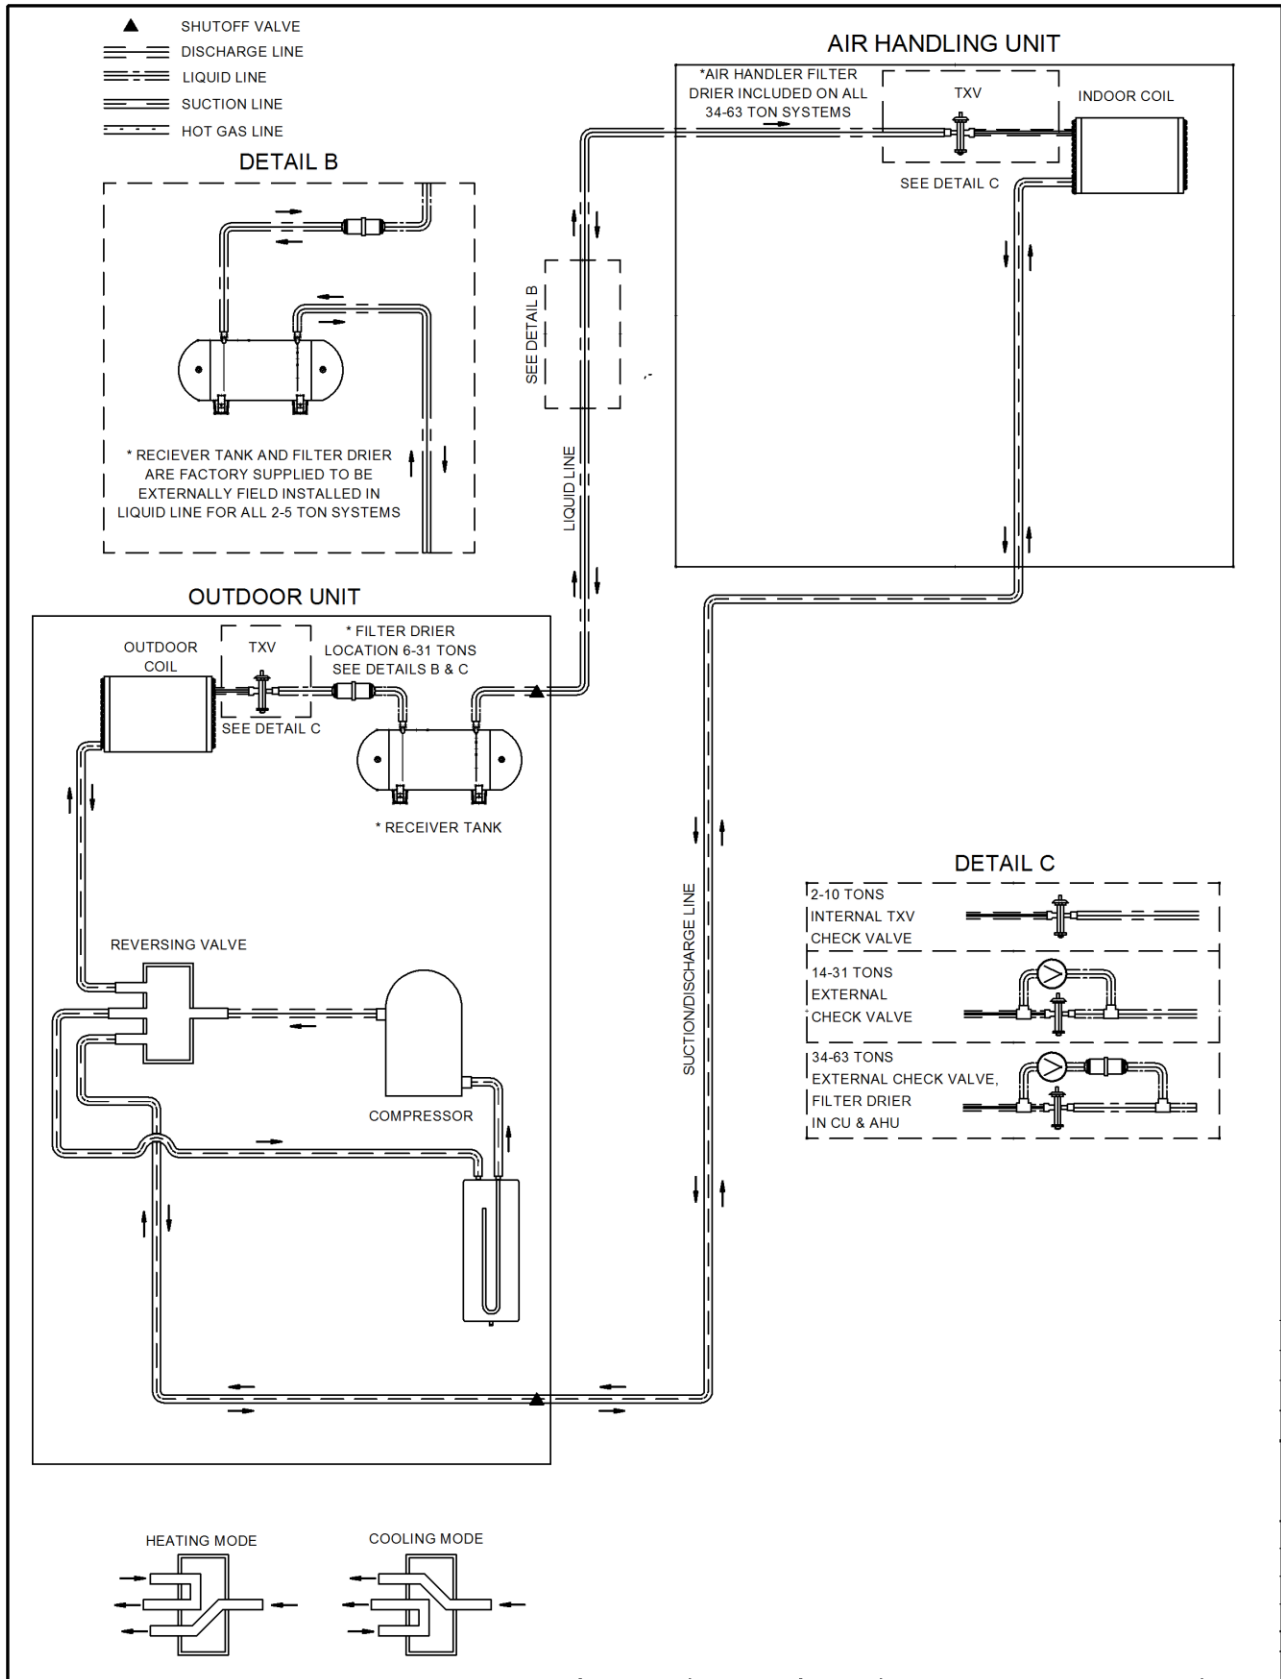 SHUTOFF VALVE
DISCHARGE LINE
LIQUID LINE
SUCTION LINE
HOT GAS LINE
DETAIL B
* RECIEVER TANK AND FILTER DRIER
ARE FACTORY SUPPLIED TO BE
EXTERNALLY FIELD INSTALLED IN
LIQUID LINE FOR ALL 2-5 TON SYSTEMS
SEE DETAIL B
LIQUID LINE
AIR HANDLING UNIT
*AIR HANDLER FILTER
DRIER INCLUDED ON ALL
34-63 TON SYSTEMS
TXV
INDOOR COIL
SEE DETAIL C
OUTDOOR UNIT
OUTDOOR
COIL
TXV
* FILTER DRIER
LOCATION 6-31 TONS
SEE DETAILS B & C
SEE DETAIL C
* RECEIVER TANK
REVERSING VALVE
COMPRESSOR
SUCTION/DISCHARGE LINE
DETAIL C
2-10 TONS
INTERNAL TXV
CHECK VALVE
14-31 TONS
EXTERNAL
CHECK VALVE
34-63 TONS
EXTERNAL CHECK VALVE,
FILTER DRIER
IN CU & AHU
HEATING MODE
COOLING MODE